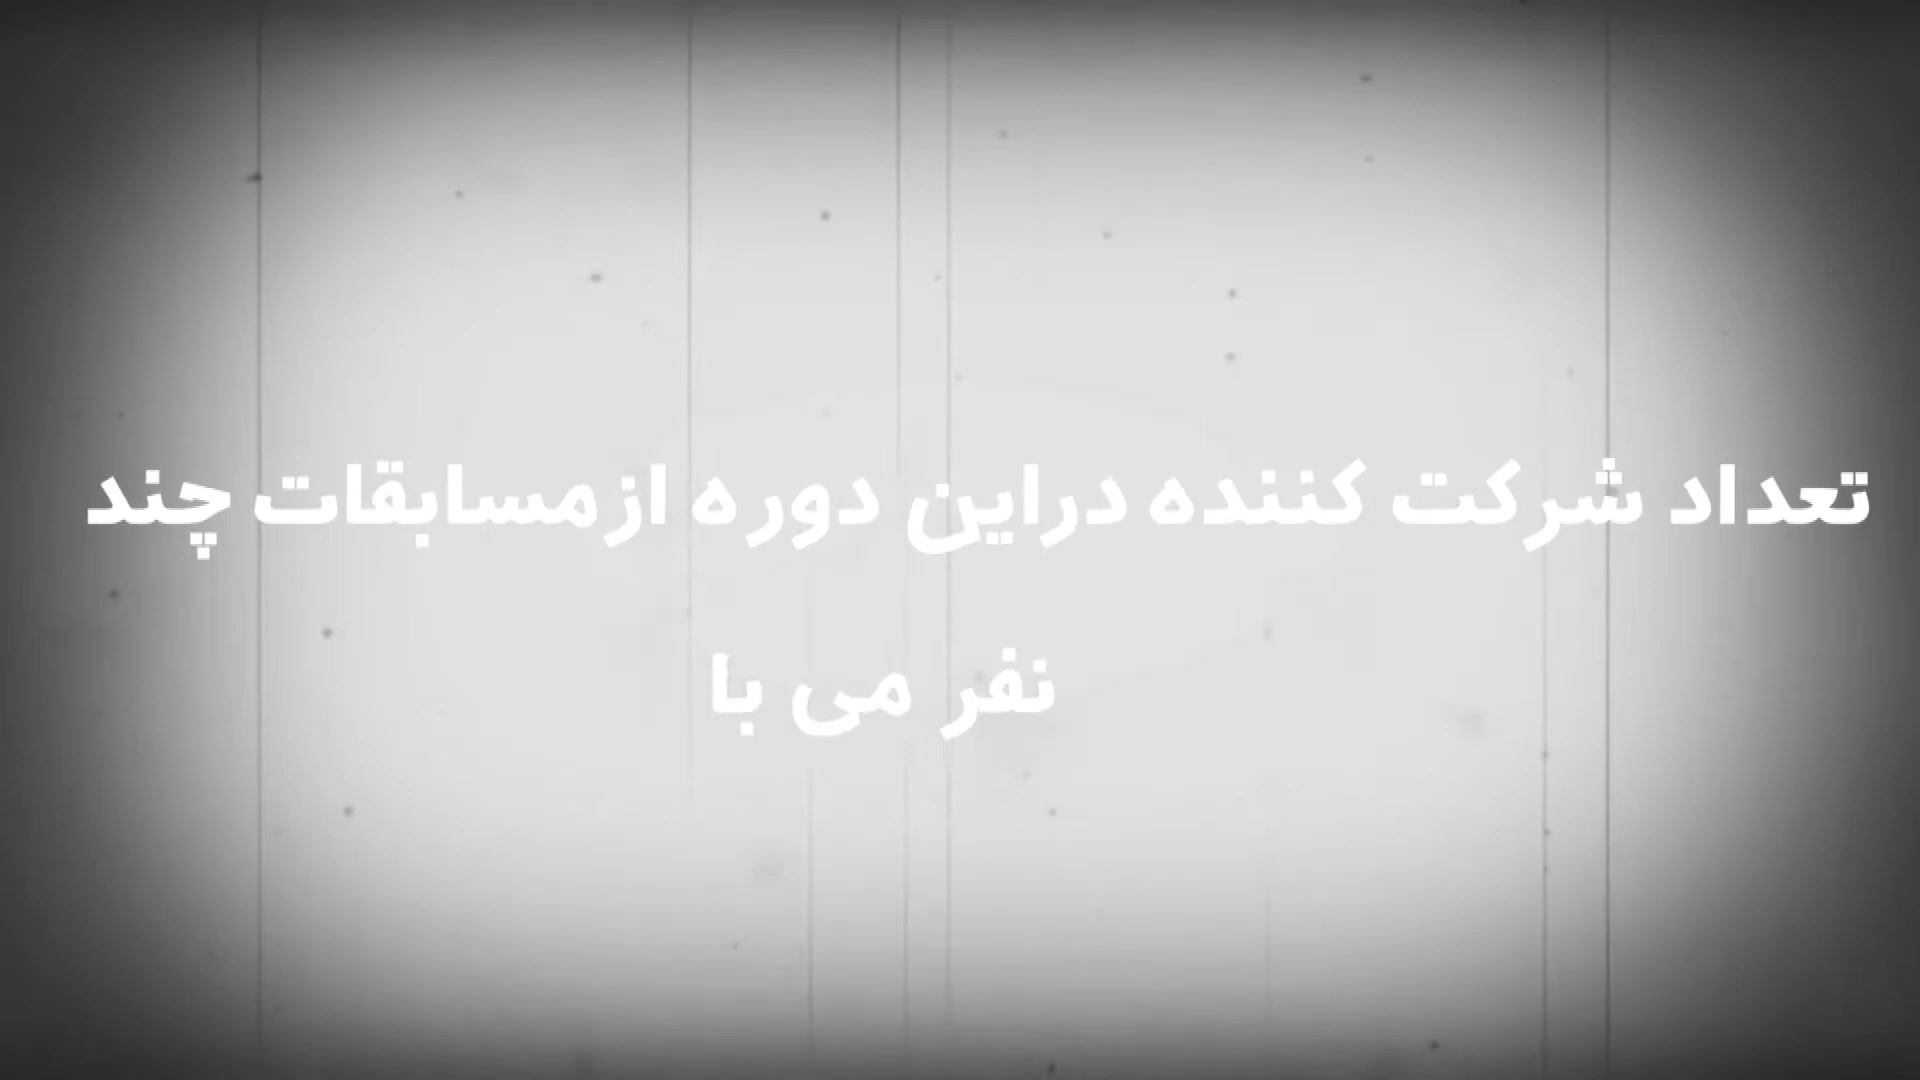 تعداد شرکت کننده دراین دوره ازمسابقات چند
نفر می با